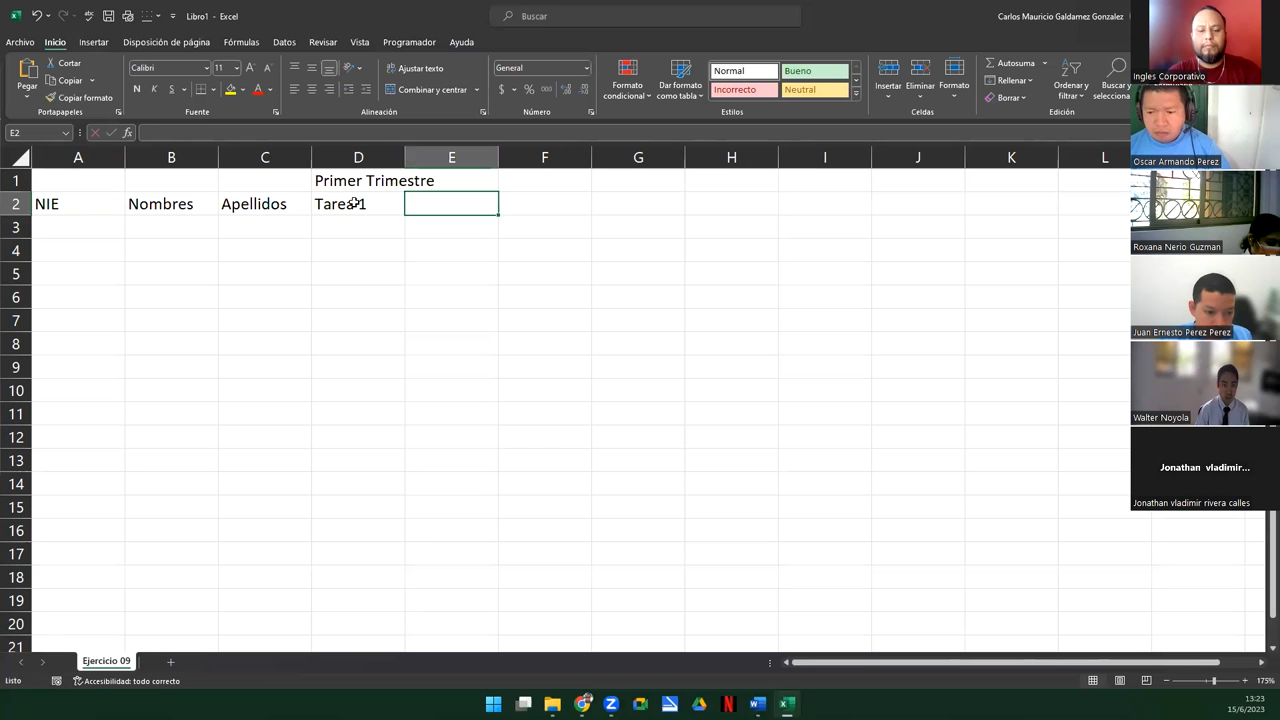 Libro1 - Excel
Buscar
Carlos Mauricio Galdamez Gonzalez
Archivo Inicio Insertar Disposición de página Fórmulas Datos Revisar Vista Programador Ayuda
Pegar
Cortar
Copiar
Copiar formato
Portapapeles
Calibri 11
N K S
Fuente
Ajustar texto
Combinar y centrar
Alineación
General
$ % 000
Número
Formato condicional
Dar formato como tabla
Normal Bueno
Incorrecto Neutral
Estilos
Insertar Eliminar Formato
Celdas
Autosuma
Rellenar
Borrar
Ordenar y filtrar
Buscar y
Edición
E2
fx
A B C D E F G H I J K L
1 Primer Trimestre
2 NIE Nombres Apellidos Tarea 1
3
4
5
6
7
8
9
10
11
12
13
14
15
16
17
18
19
20
21
Ejercicio 09
Listo
Accesibilidad: todo correcto
175%
13:23
15/6/2023
Ingles Corporativo
Oscar Armando Perez
Roxana Nerio Guzman
Juan Ernesto Perez Perez
Walter Noyola
Jonathan vladimir...
Jonathan vladimir rivera calles